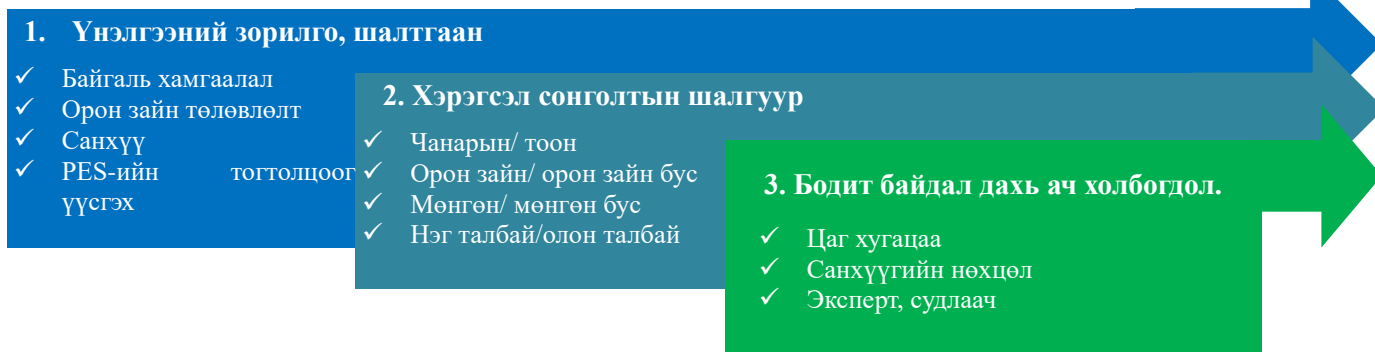 1. Үнэлгээний зорилго, шалтгаан
✓ Байгаль хамгаалал
✓ Орон зайн төлөвлөлт
✓ Санхүү
✓ PES-ийн тогтолцоог
үүсгэх
2. Хэрэгсэл сонголтын шалгуур
✓ Чанарын/ тоон
✓ Орон зайн/ орон зайн бус
✓ Мөнгөн/ мөнгөн бус
✓ Нэг талбай/олон талбай
3. Бодит байдал дахь ач холбогдол.
✓ Цаг хугацаа
✓ Санхүүгийн нөхцөл
✓ Эксперт, судлаач